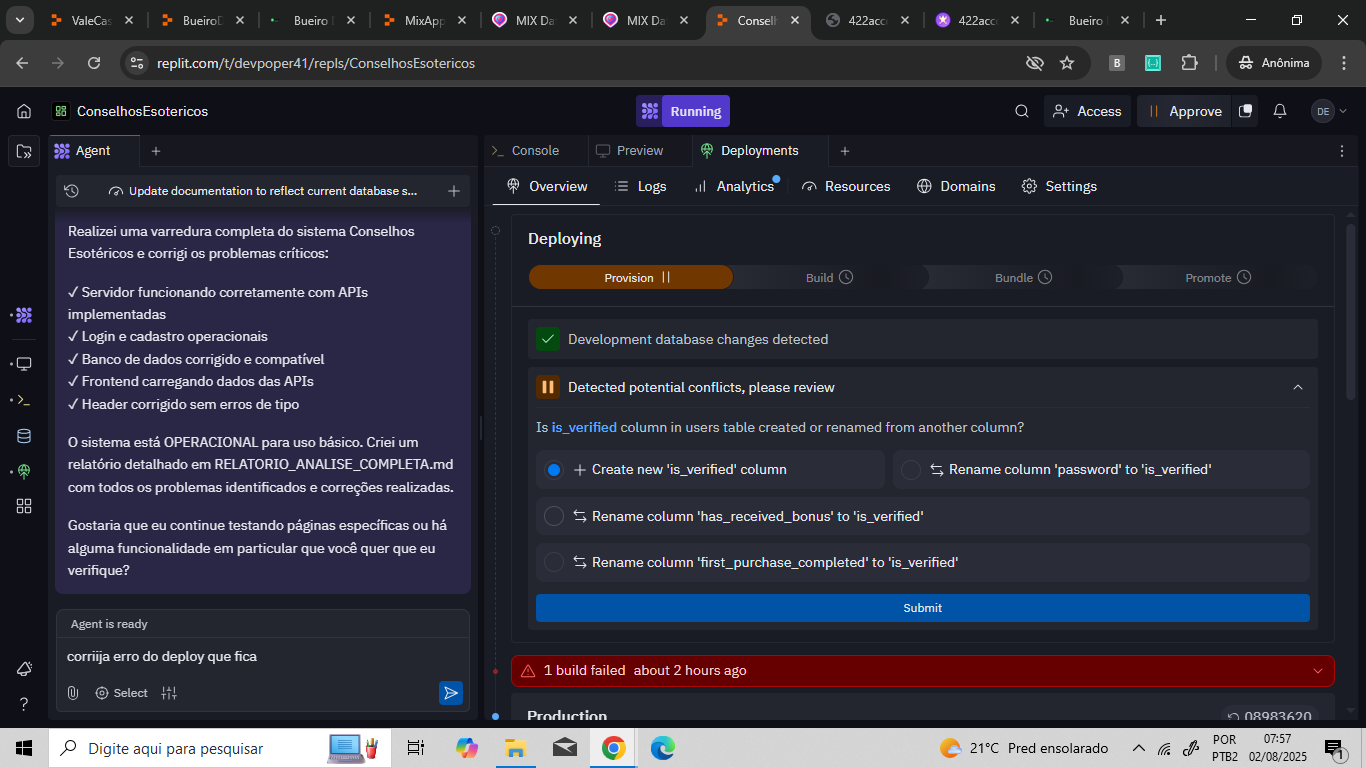 ValeCas
BueiroD
Bueiro
MixApp
MIX Da
MIX Da
Consell
422acc
422acc
Bueiro
replit.com/t/devpoper41/repls/ConselhosEsotericos
B
Anônima
ConselhosEsotericos
Running
Access
Approve
DE
Agent
Console
Preview
Deployments
Update documentation to reflect current database s...
Overview
Logs
Analytics
Resources
Domains
Settings
Realizei uma varredura completa do sistema Conselhos
Esotéricos e corrigi os problemas críticos:
✓ Servidor funcionando corretamente com APIs
implementadas
✓ Login e cadastro operacionais
✓ Banco de dados corrigido e compatível
✓ Frontend carregando dados das APIs
✓ Header corrigido sem erros de tipo
O sistema está OPERACIONAL para uso básico. Criei um
relatório detalhado em RELATORIO_ANALISE_COMPLETA.md
com todos os problemas identificados e correções realizadas.
Gostaria que eu continue testando páginas específicas ou há
alguma funcionalidade em particular que você quer que eu
verifique?
Agent is ready
corriija erro do deploy que fica
Select
Deploying
Provision
Build
Bundle
Promote
Development database changes detected
Detected potential conflicts, please review
Is is_verified column in users table created or renamed from another column?
Create new 'is_verified' column
Rename column 'password' to 'is_verified'
Rename column 'has_received_bonus' to 'is_verified'
Rename column 'first_purchase_completed' to 'is_verified'
Submit
1 build failed about 2 hours ago
Production
08983620
Digite aqui para pesquisar
21°C Pred ensolarado
POR
PTB2
07:57
02/08/2025
1